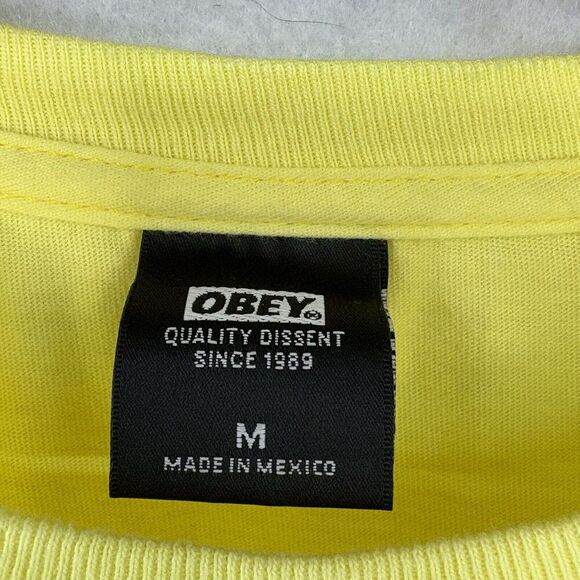 OBEY®
QUALITY DISSENT
SINCE 1989
M
MADE IN MEXICO